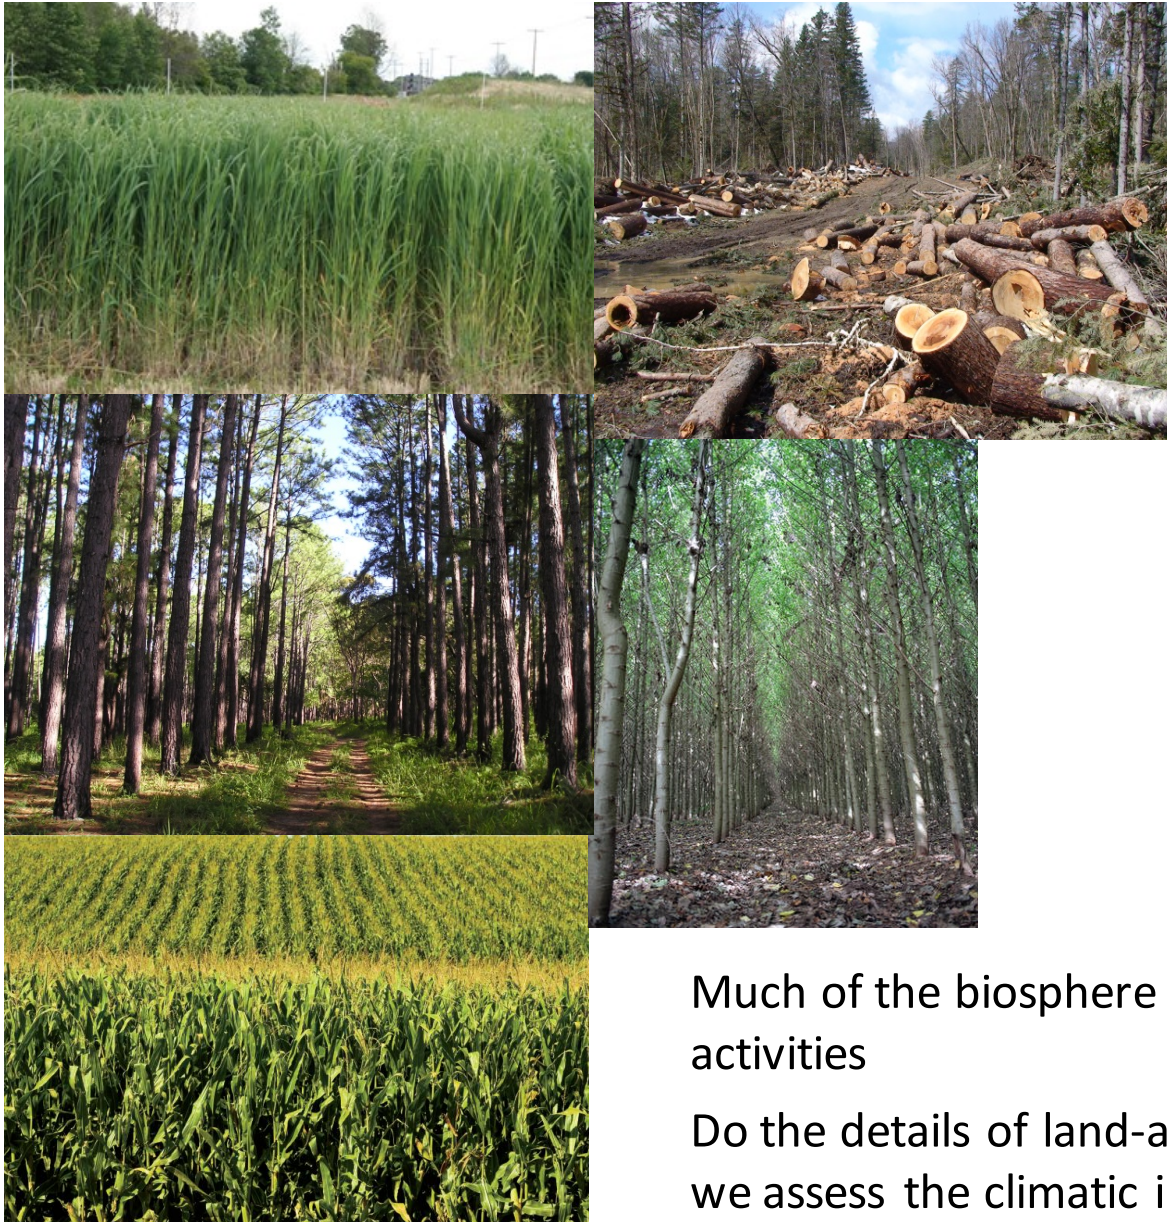 Much of the biosphere
activities
Do the details of land-a
we assess the climatic i